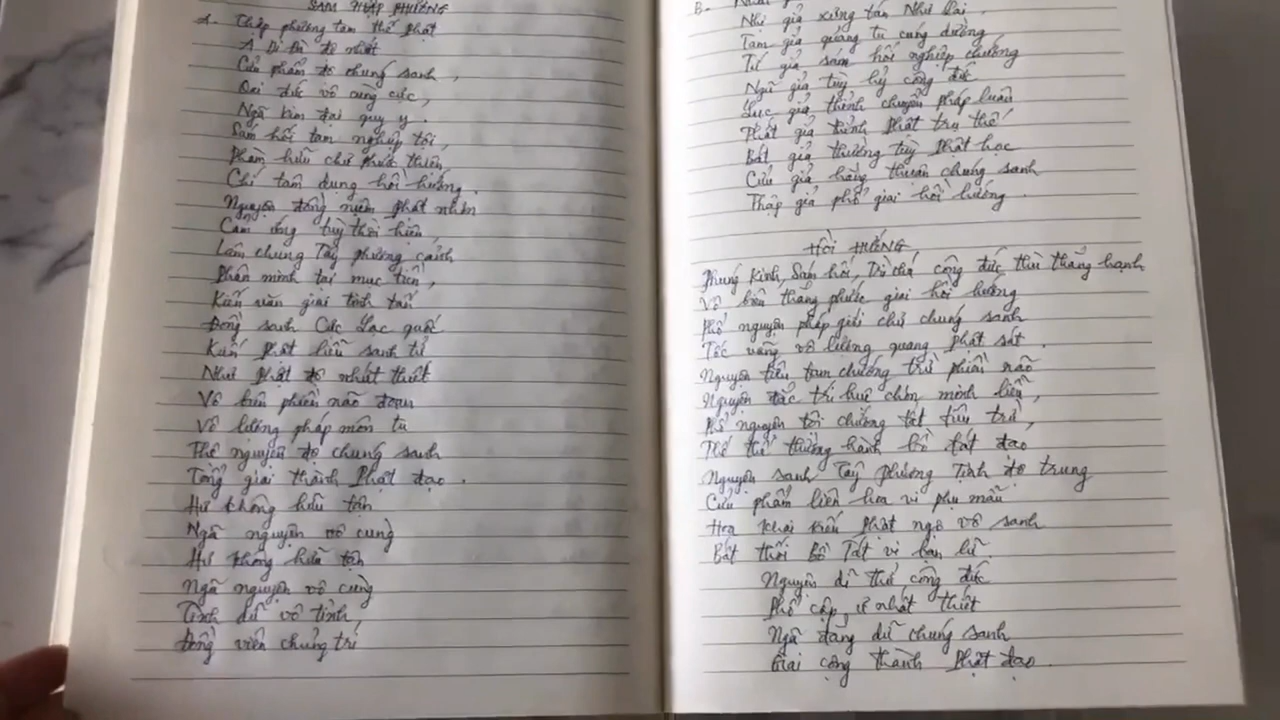 SÁM THẬP PHƯƠNG
A. Thập phương tam thế Phật
A Di Đà đệ nhất
Cửu phẩm độ chúng sanh,
Oai đức vô cùng cực,
Ngã kim đại quy y.
Sám hối tam nghiệp tội,
Phàm hữu chư phước thiện
Chí tâm dụng hồi hướng.
Nguyện đồng niệm Phật nhân
Cảm ứng tuỳ thời hiện,
Lâm chung Tây phương cảnh
Phân minh tại mục tiền,
Kiến văn giai tinh tấn
Đồng sanh Cực Lạc quốc
Kiến Phật liễu sanh tử
Như Phật độ nhứt thiết
Vô biên phiền não đoạn
Vô lượng pháp môn tu
Thệ nguyện độ chúng sanh
Tổng giai thành Phật đạo.
Hư không hữu tận
Ngã nguyện vô cùng
Hư không hữu tận
Ngã nguyện vô cùng
Tình dữ vô tình,
Đồng viên chủng trí
B.
Nhị giả xưng tán Như Lai.
Tam giả quảng tu cúng dường
Tứ giả sám hối nghiệp chướng
Ngũ giả tuỳ hỷ công đức
Lục giả thỉnh chuyển pháp luân
Thất giả thỉnh Phật trụ thế
Bát giả thường tuỳ Phật học
Cửu giả hằng thuận chúng sanh
Thập giả phổ giai hồi hướng.
HỒI HƯỚNG
Phúng Kinh, Sám hối, Trì chú công đức thù thắng hạnh
Vô biên thắng phước giai hồi hướng
Phổ nguyện pháp giới chư chúng sanh
Tốc vãng vô lượng quang Phật sát.
Nguyện tiêu tam chướng trừ phiền não
Nguyện đắc trí huệ chơn minh liễu,
Phổ nguyện tội chướng tất tiêu trừ,
Thế thế thường hành bồ tát đạo
Nguyện sanh Tây Phương Tịnh độ trung
Cửu phẩm liên hoa vi phụ mẫu
Hoa khai kiến Phật ngộ vô sanh
Bất thối Bồ Tát vi bạn lữ.
Nguyện dĩ thử công đức
Phổ cập ư nhất thiết
Ngã đẳng dữ chúng sanh
Giai cộng thành Phật đạo.